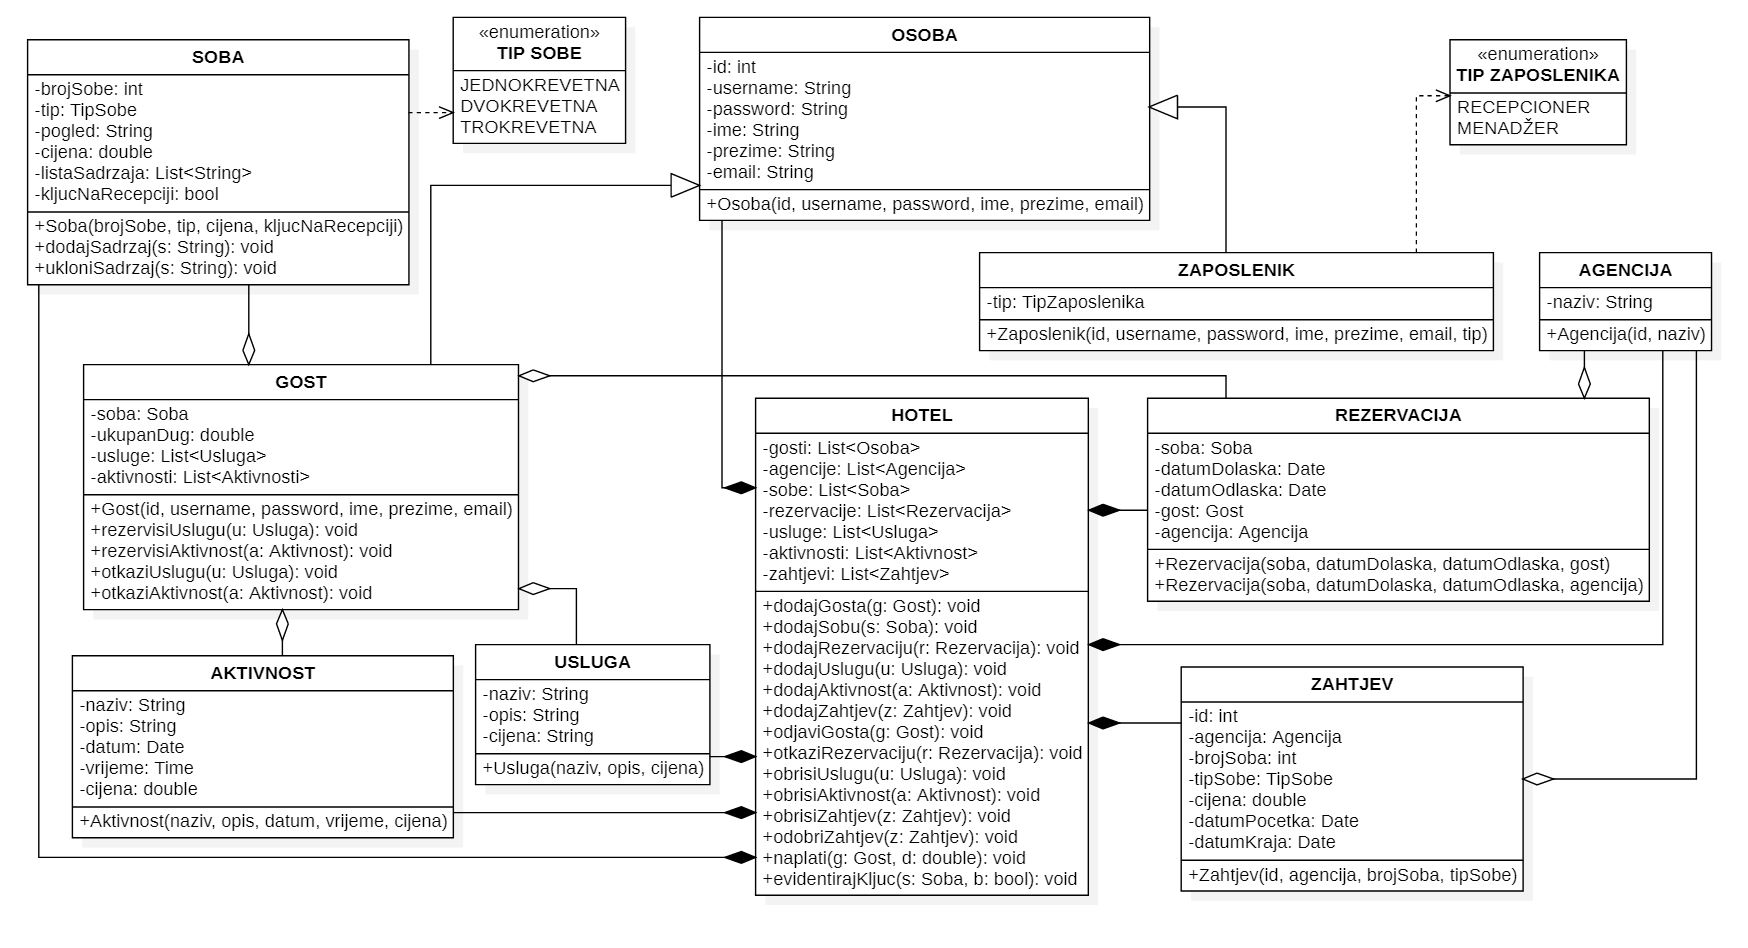 SOBA
-brojSobe: int
-tip: TipSobe
-pogled: String
-cijena: double
-listaSadrzaja: List<String>
-kljucNaRecepciji: bool
+Soba(brojSobe, tip, cijena, kljucNaRecepciji)
+dodajSadrzaj(s: String): void
+ukloniSadrzaj(s: String): void
«enumeration»
TIP SOBE
JEDNOKREVETNA
DVOKREVETNA
TROKREVETNA
OSOBA
-id: int
-username: String
-password: String
-ime: String
-prezime: String
-email: String
+Osoba(id, username, password, ime, prezime, email)
«enumeration»
TIP ZAPOSLENIKA
RECEPCIONER
MENADŽER
ZAPOSLENIK
-tip: TipZaposlenika
+Zaposlenik(id, username, password, ime, prezime, email, tip)
AGENCIJA
-naziv: String
+Agencija(id, naziv)
GOST
-soba: Soba
-ukupanDug: double
-usluge: List<Usluga>
-aktivnosti: List<Aktivnosti>
+Gost(id, username, password, ime, prezime, email)
+rezervisiUslugu(u: Usluga): void
+rezervisiAktivnost(a: Aktivnost): void
+otkaziUslugu(u: Usluga): void
+otkaziAktivnost(a: Aktivnost): void
HOTEL
-gosti: List<Osoba>
-agencije: List<Agencija>
-sobe: List<Soba>
-rezervacije: List<Rezervacija>
-usluge: List<Usluga>
-aktivnosti: List<Aktivnost>
-zahtjevi: List<Zahtjev>
+dodajGosta(g: Gost): void
+dodajSobu(s: Soba): void
+dodajRezervaciju(r: Rezervacija): void
+dodajUslugu(u: Usluga): void
+dodajAktivnost(a: Aktivnost): void
+dodajZahtjev(z: Zahtjev): void
+odjaviGosta(g: Gost): void
+otkaziRezervaciju(r: Rezervacija): void
+obrisiUslugu(u: Usluga): void
+obrisiAktivnost(a: Aktivnost): void
+obrisiZahtjev(z: Zahtjev): void
+odobriZahtjev(z: Zahtjev): void
+naplati(g: Gost, d: double): void
+evidentirajKljuc(s: Soba, b: bool): void
REZERVACIJA
-soba: Soba
-datumDolaska: Date
-datumOdlaska: Date
-gost: Gost
-agencija: Agencija
+Rezervacija(soba, datumDolaska, datumOdlaska, gost)
+Rezervacija(soba, datumDolaska, datumOdlaska, agencija)
AKTIVNOST
-naziv: String
-opis: String
-datum: Date
-vrijeme: Time
-cijena: double
+Aktivnost(naziv, opis, datum, vrijeme, cijena)
USLUGA
-naziv: String
-opis: String
-cijena: String
+Usluga(naziv, opis, cijena)
ZAHTJEV
-id: int
-agencija: Agencija
-brojSoba: int
-tipSobe: TipSobe
-cijena: double
-datumPocetka: Date
-datumKraja: Date
+Zahtjev(id, agencija, brojSoba, tipSobe)